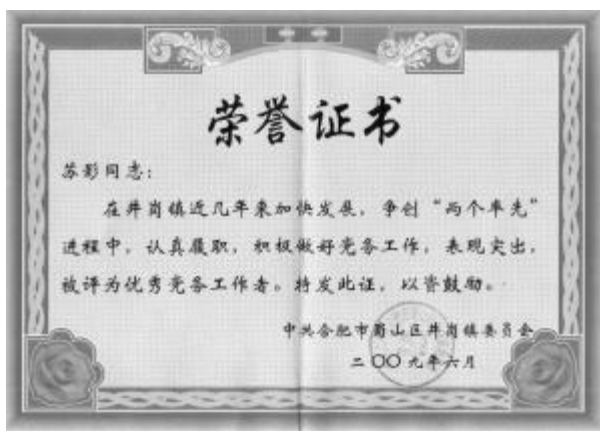 荣誉证书
苏彭同志：
在井岗镇近几年来加快发展，争创“两个率先”
进程中，认真履职，积极做好党务工作，表现突出，
被评为优秀党务工作者。特发此证，以资鼓励。
中共合肥市蜀山区井岗镇委员会
二〇〇九年六月